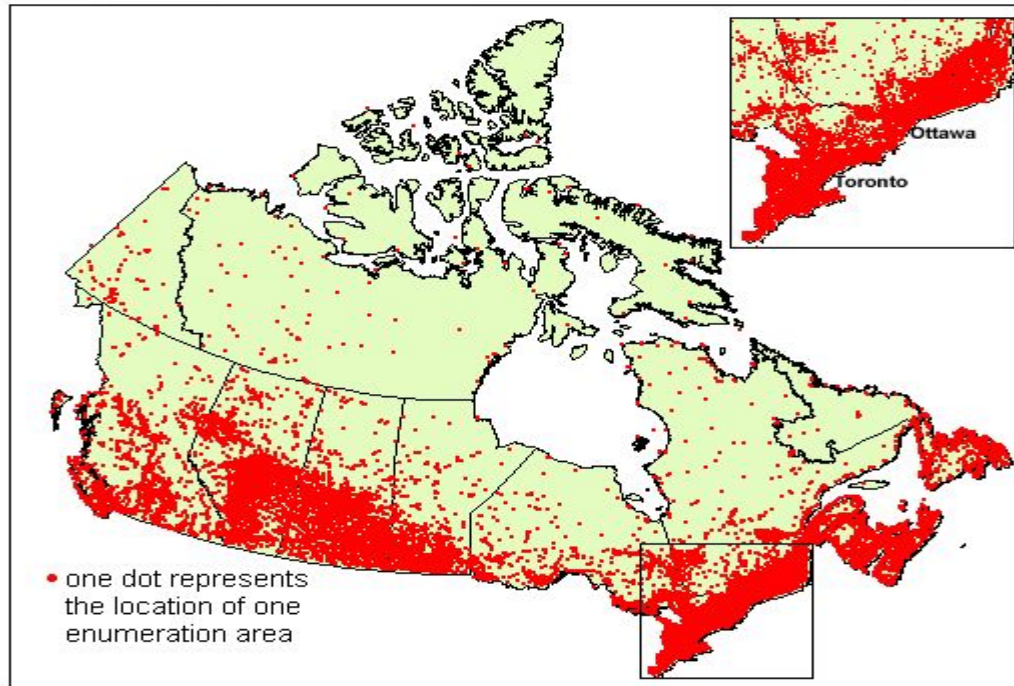 Ottawa
Toronto
one dot represents
the location of one
enumeration area